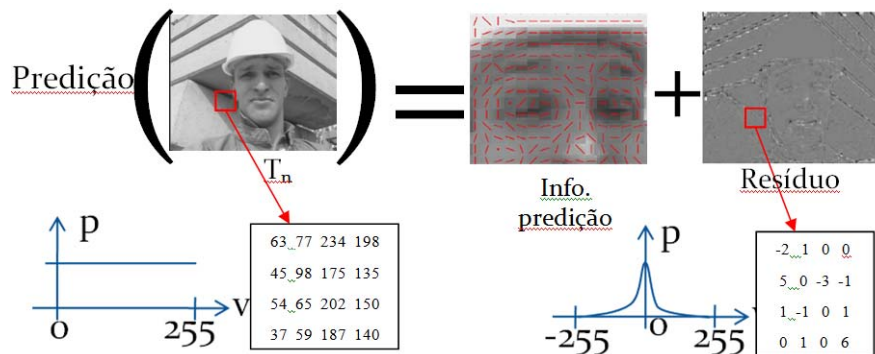 Predição
Tₙ
Info.
predição
Resíduo
p
v
0
255
63 77 234 198
45 98 175 135
54 65 202 150
37 59 187 140
p
-255
0
255
-2 1 0 0
5 0 -3 -1
1 -1 0 1
0 1 0 6